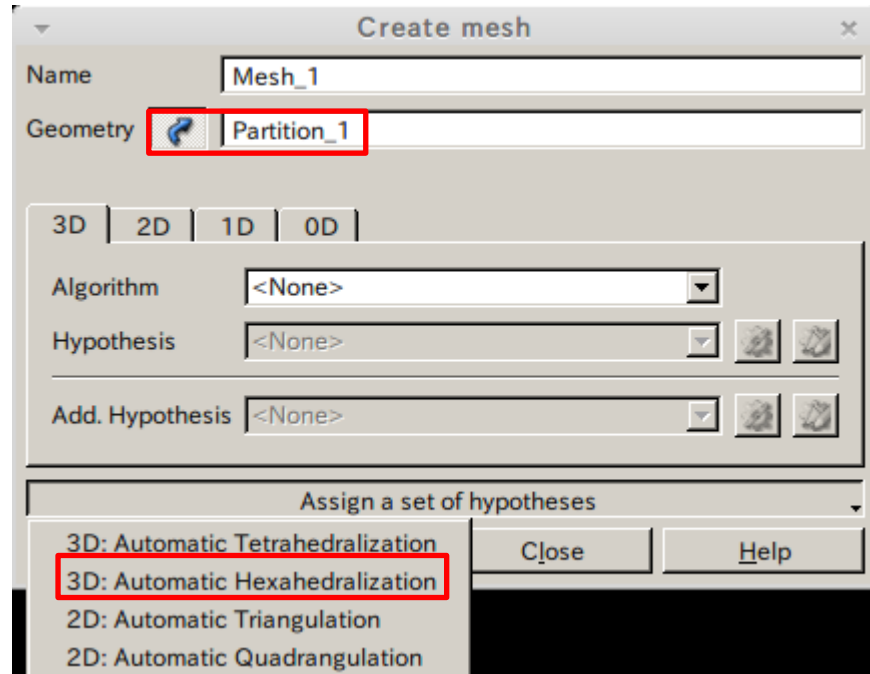 Create mesh
Name Mesh_1
Geometry Partition_1
3D 2D 1D 0D
Algorithm <None>
Hypothesis <None>
Add. Hypothesis <None>
Assign a set of hypotheses
3D: Automatic Tetrahedralization
Close Help
3D: Automatic Hexahedralization
2D: Automatic Triangulation
2D: Automatic Quadrangulation